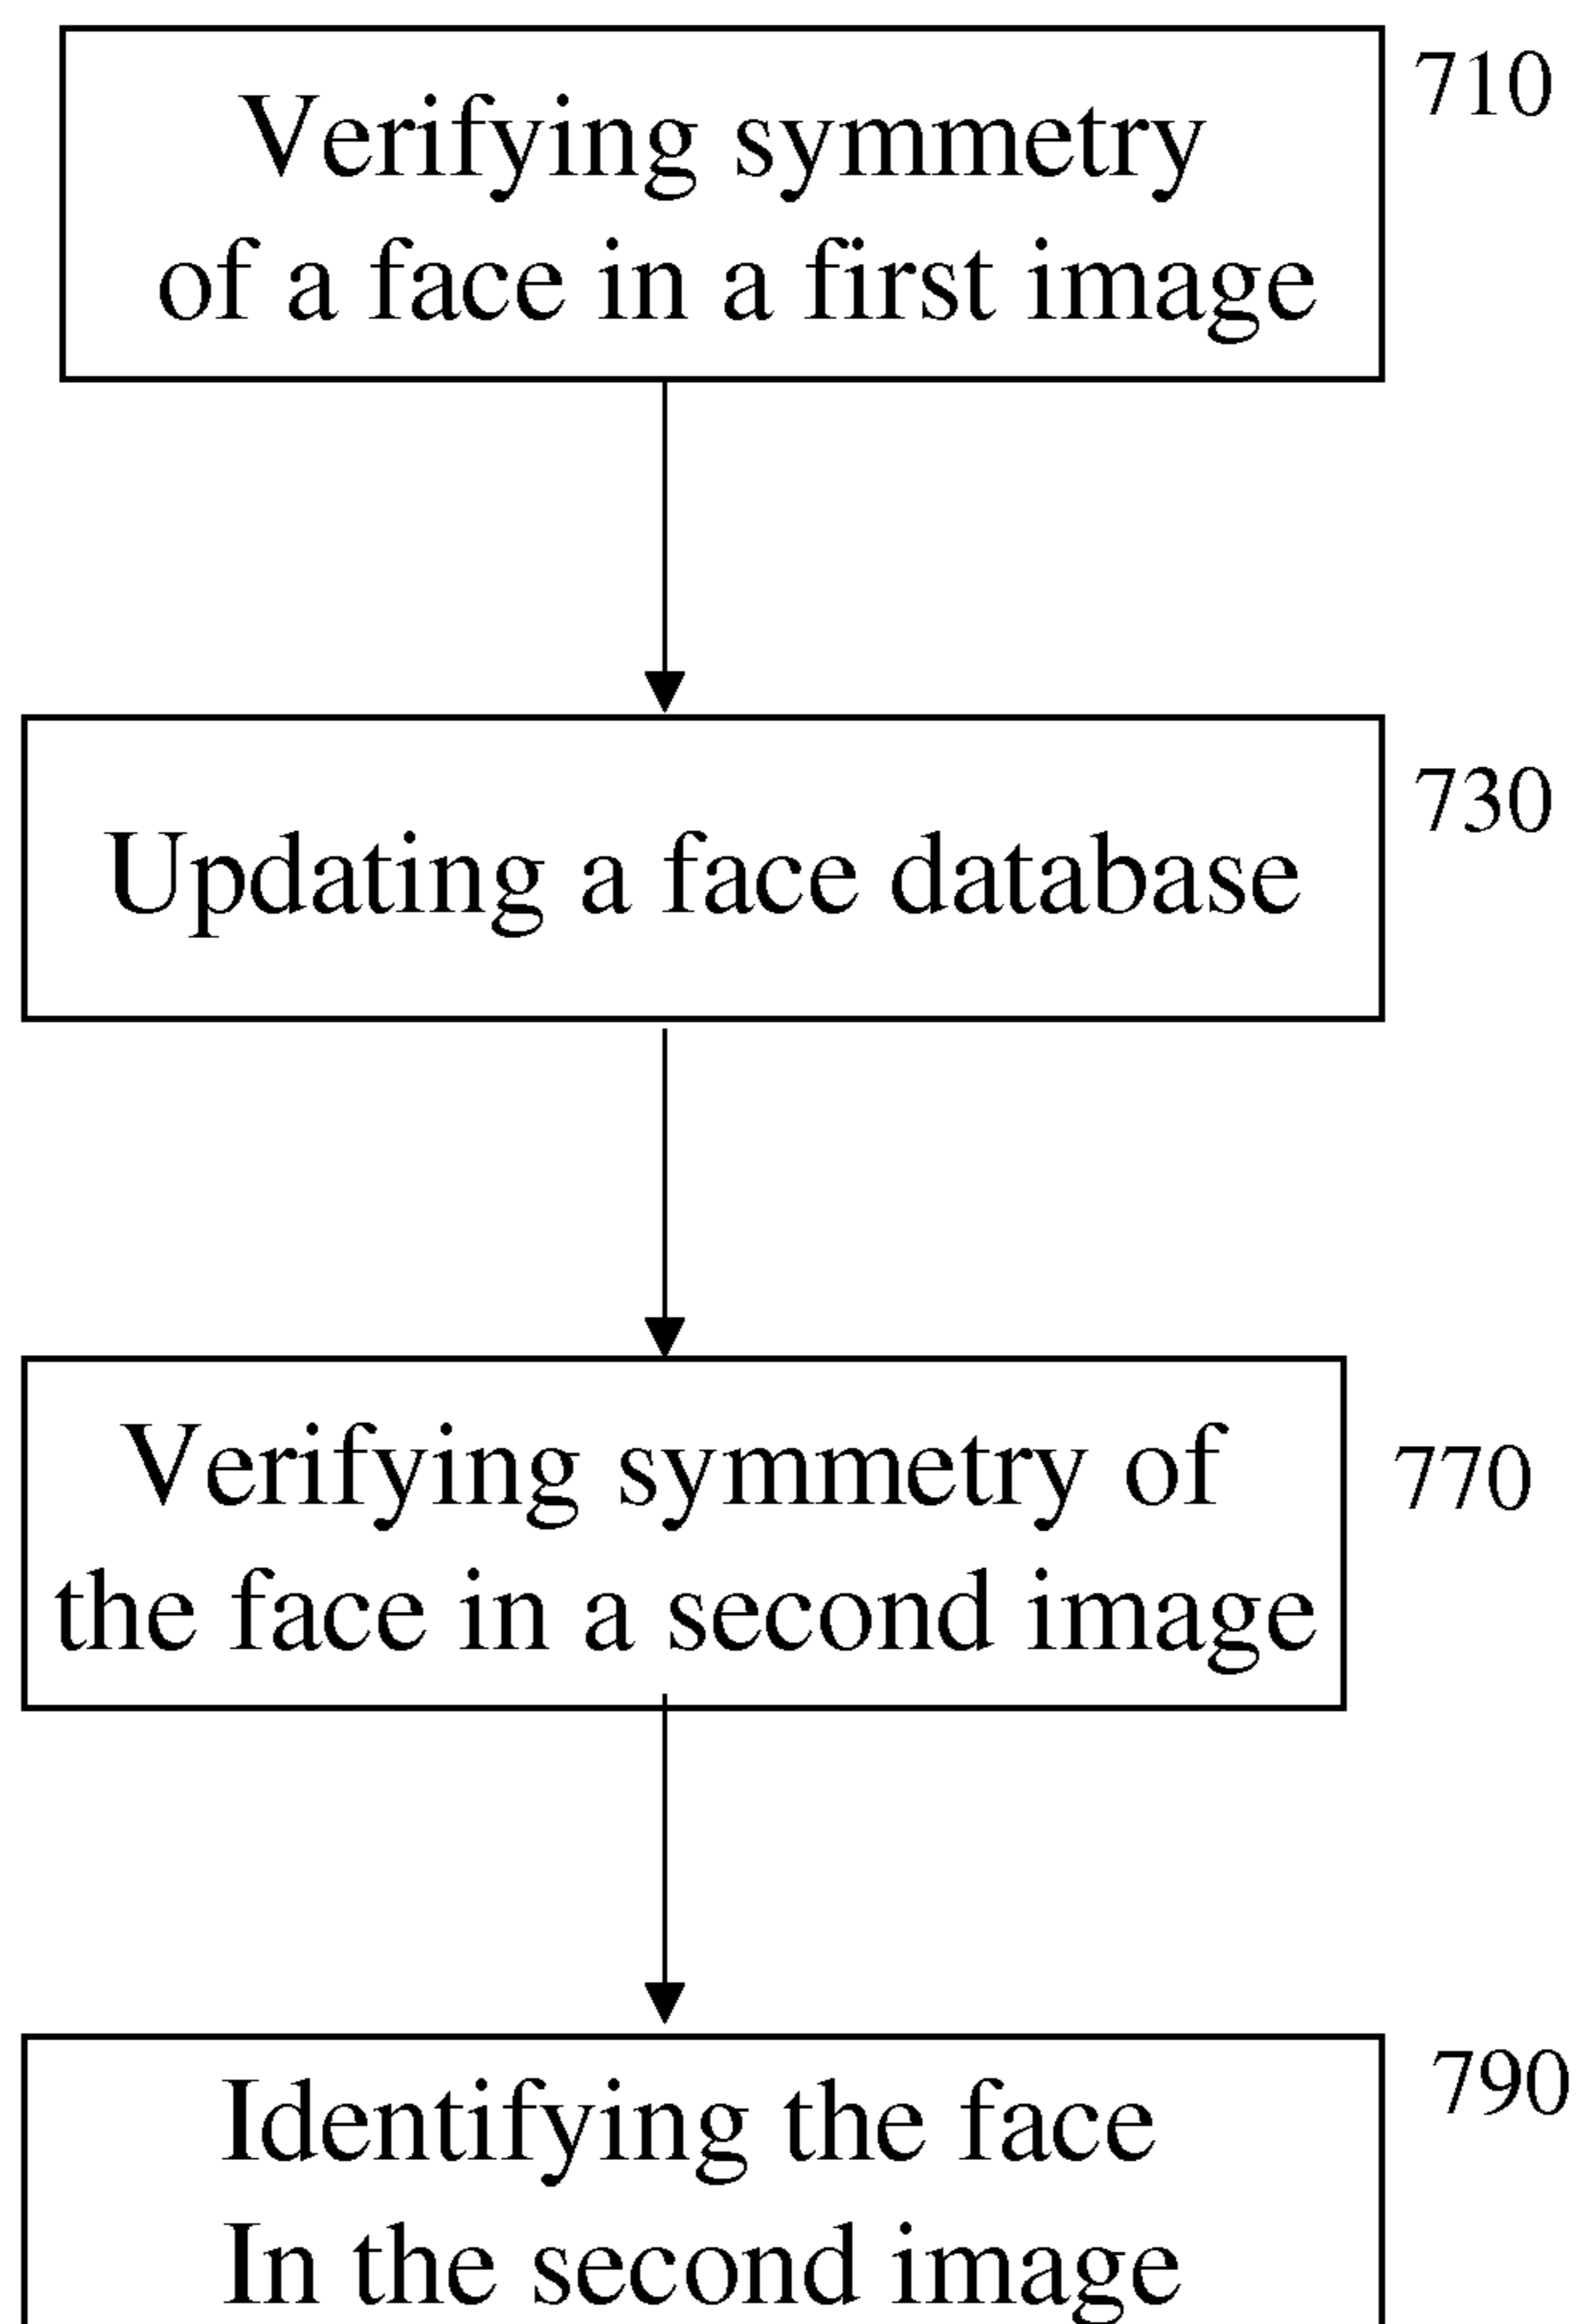 710
Verifying symmetry
of a face in a first image
730
Updating a face database
770
Verifying symmetry of
the face in a second image
790
Identifying the face
In the second image